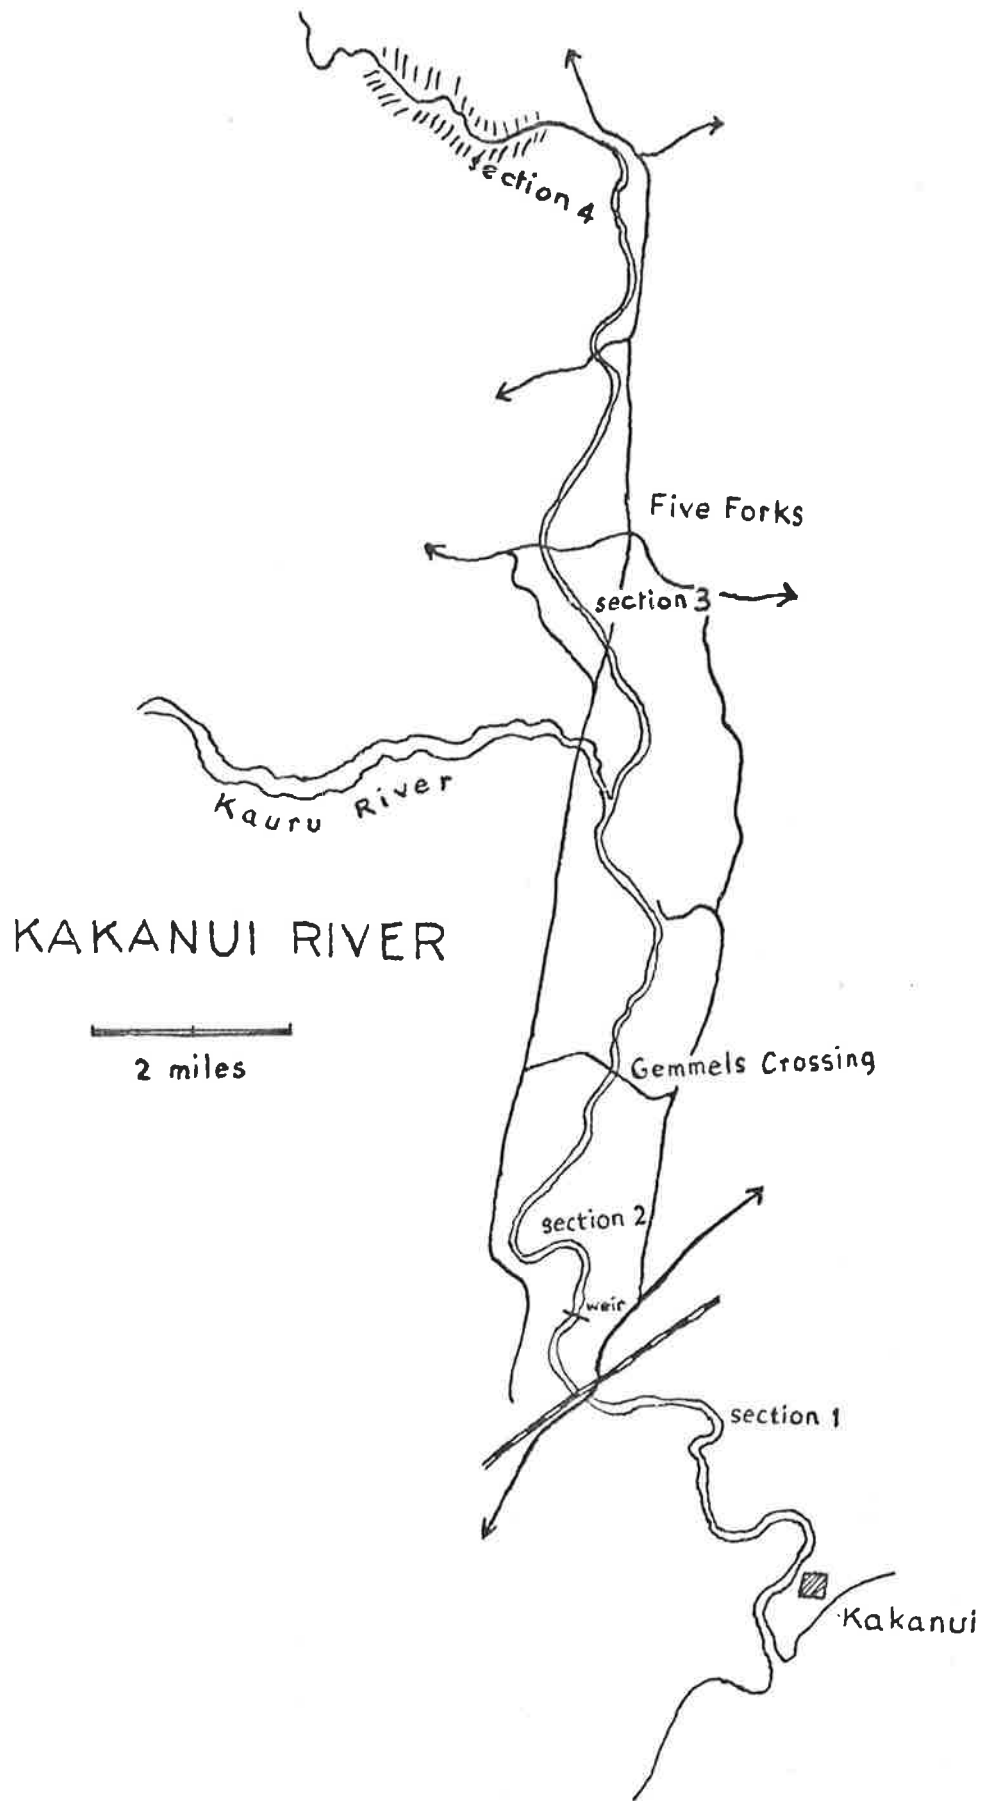 section 4
Five Forks
section 3
Kauru River
KAKANUI RIVER
2 miles
Gemmels Crossing
section 2
weir
section 1
Kakanui